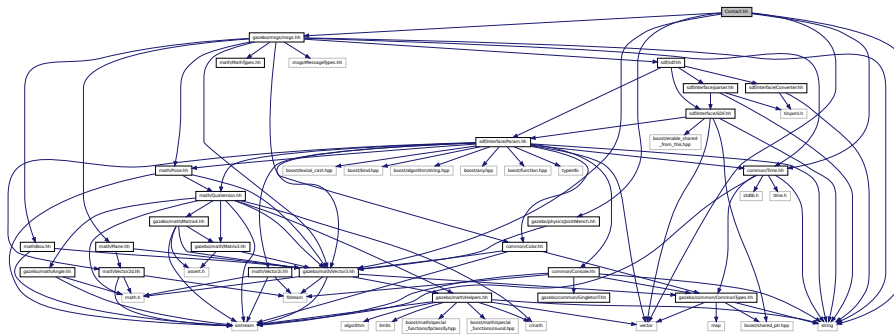 Contact.hh
gazebo/msgs/msgs.hh
math/MathTypes.hh
msgs/MessageTypes.hh
sdf/sdf.hh
sdf/interface/parser.hh
sdf/interface/Converter.hh
sdf/interface/SDF.hh
tinyxml.h
boost/enable_shared
_from_this.hpp
sdf/interface/Param.hh
math/Pose.hh
boost/lexical_cast.hpp
boost/bind.hpp
boost/algorithm/string.hpp
boost/any.hpp
boost/function.hpp
typeinfo
common/Time.hh
math/Quaternion.hh
stdlib.h
time.h
gazebo/math/Matrix4.hh
gazebo/physics/JointWrench.hh
math/Box.hh
math/Plane.hh
gazebo/math/Matrix3.hh
common/Color.hh
gazebo/math/Angle.hh
math/Vector2d.hh
assert.h
math/Vector2i.hh
gazebo/math/Vector3.hh
common/Console.hh
math.h
fstream
gazebo/math/Helpers.hh
common/SingletonT.hh
gazebo/common/CommonTypes.hh
iostream
algorithm
limits
boost/math/special
_functions/fpclassify.hpp
boost/math/special
_functions/round.hpp
cmath
vector
map
boost/shared_ptr.hpp
string